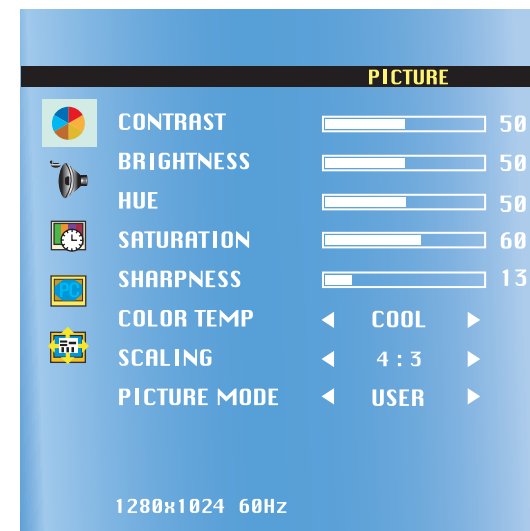 PICTURE
CONTRAST 50
BRIGHTNESS 50
HUE 50
SATURATION 60
SHARPNESS 13
COLOR TEMP COOL
SCALING 4:3
PICTURE MODE USER
PC
1280x1024 60Hz